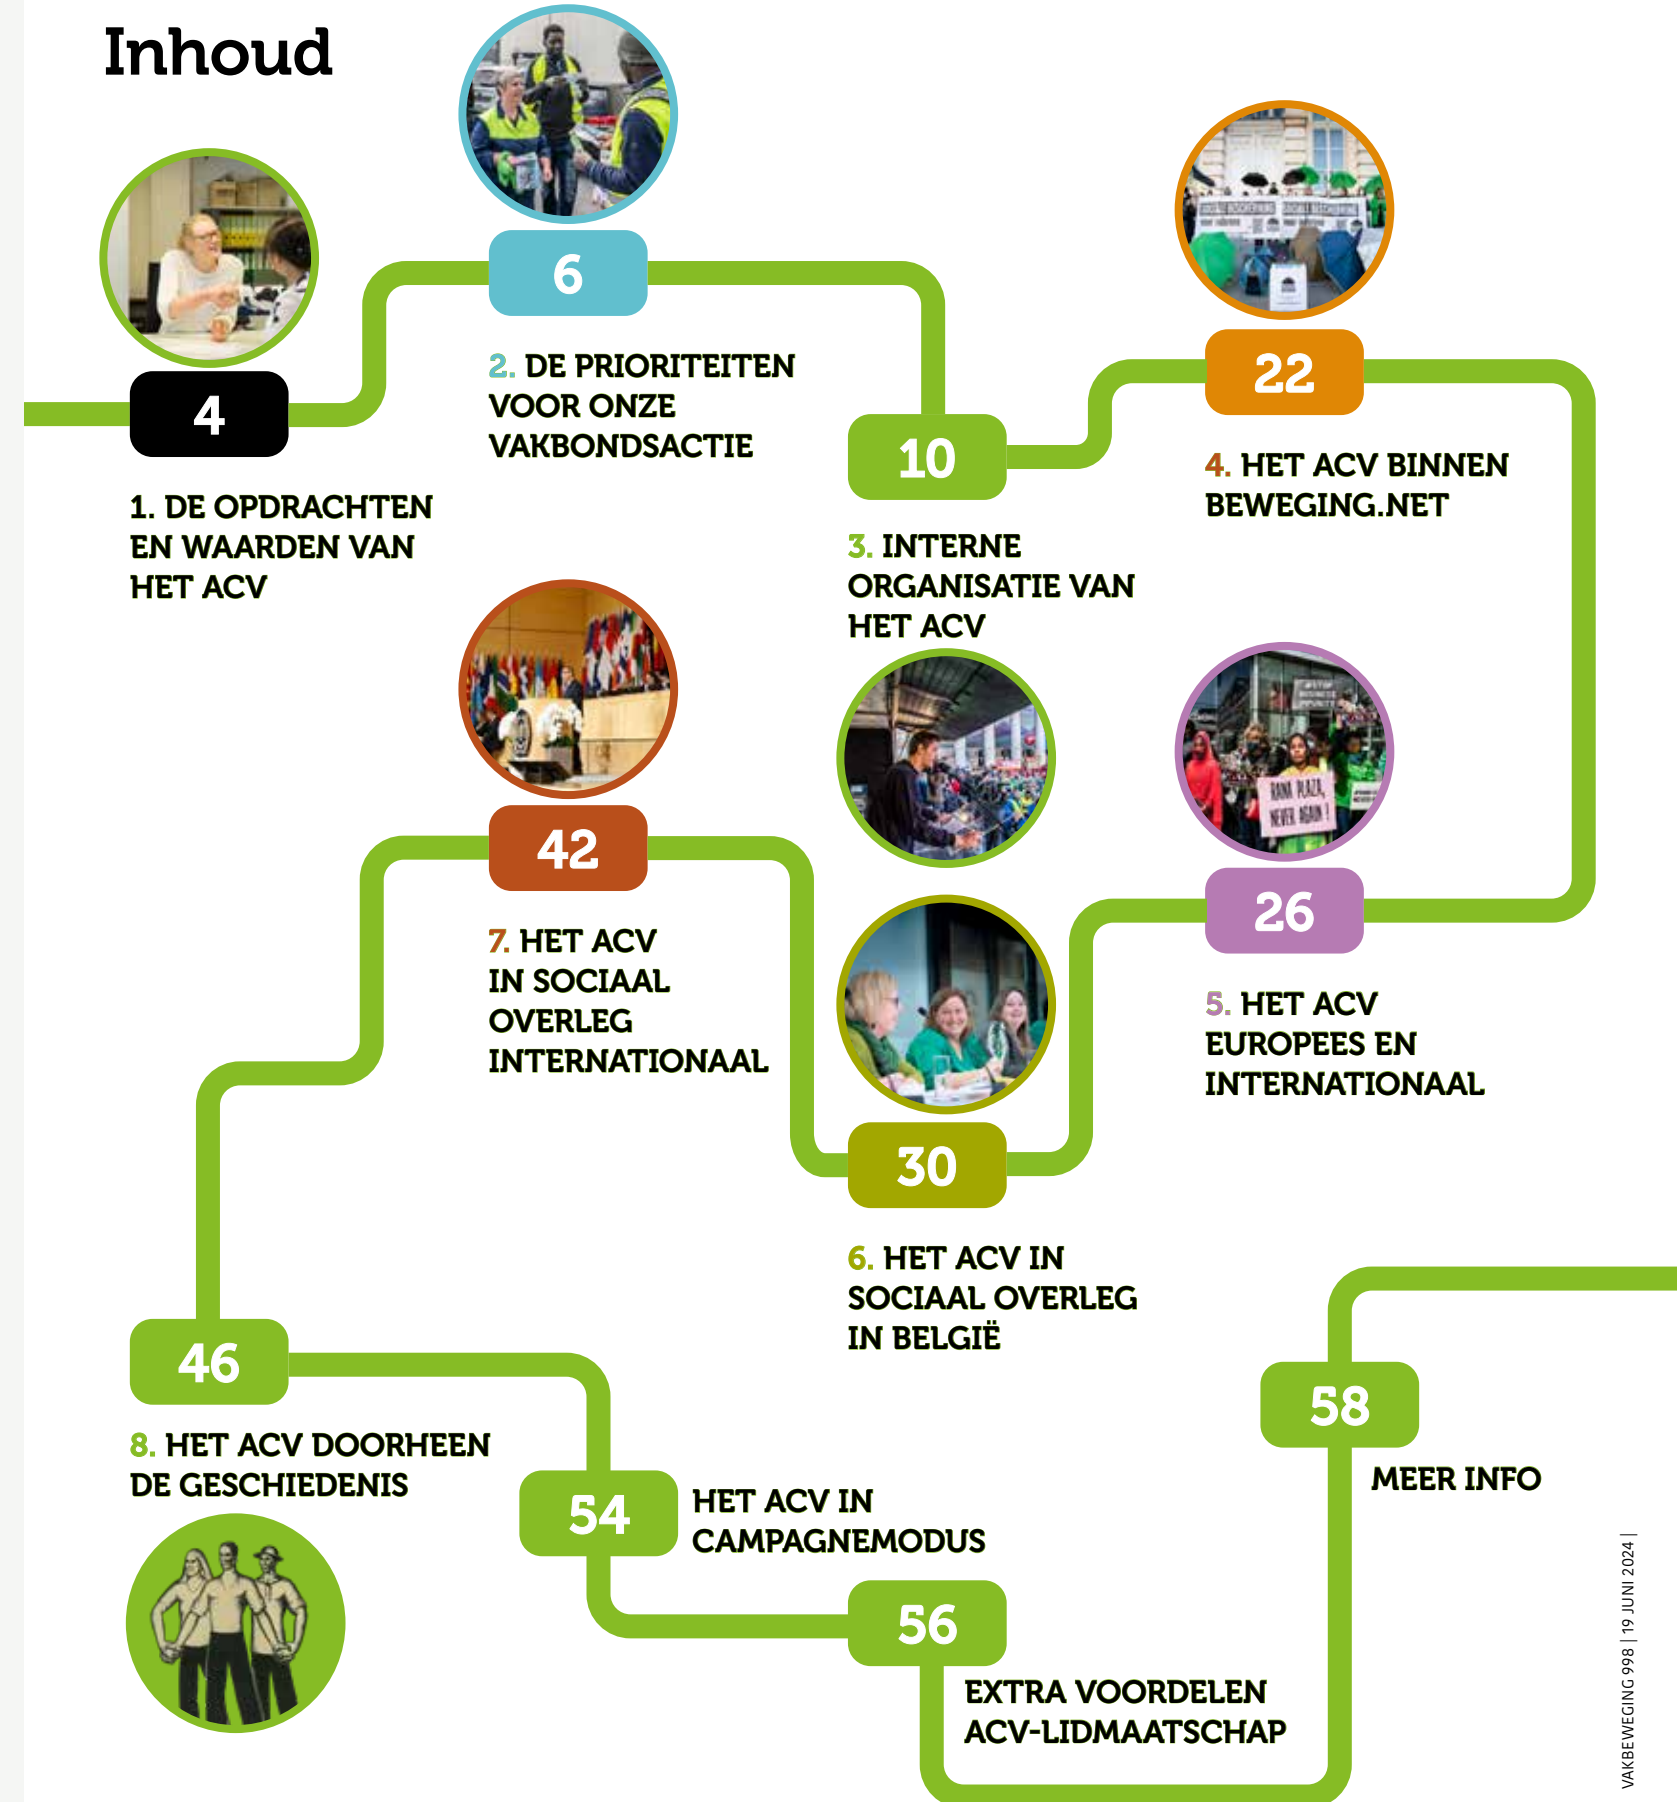 Inhoud
4
1. DE OPDRACHTEN
EN WAARDEN VAN
HET ACV
6
2. DE PRIORITEITEN
VOOR ONZE
VAKBONDSACTIE
10
3. INTERNE
ORGANISATIE VAN
HET ACV
22
4. HET ACV BINNEN
BEWEGING.NET
RANA PLAZA,
NEVER AGAIN !
26
5. HET ACV
EUROPEES EN
INTERNATIONAAL
30
6. HET ACV IN
SOCIAAL OVERLEG
IN BELGIË
42
7. HET ACV
IN SOCIAAL
OVERLEG
INTERNATIONAAL
46
8. HET ACV DOORHEEN
DE GESCHIEDENIS
54
HET ACV IN
CAMPAGNEMODUS
56
EXTRA VOORDELEN
ACV-LIDMAATSCHAP
58
MEER INFO
VAKBEWEGING 998 | 19 JUNI 2024 |